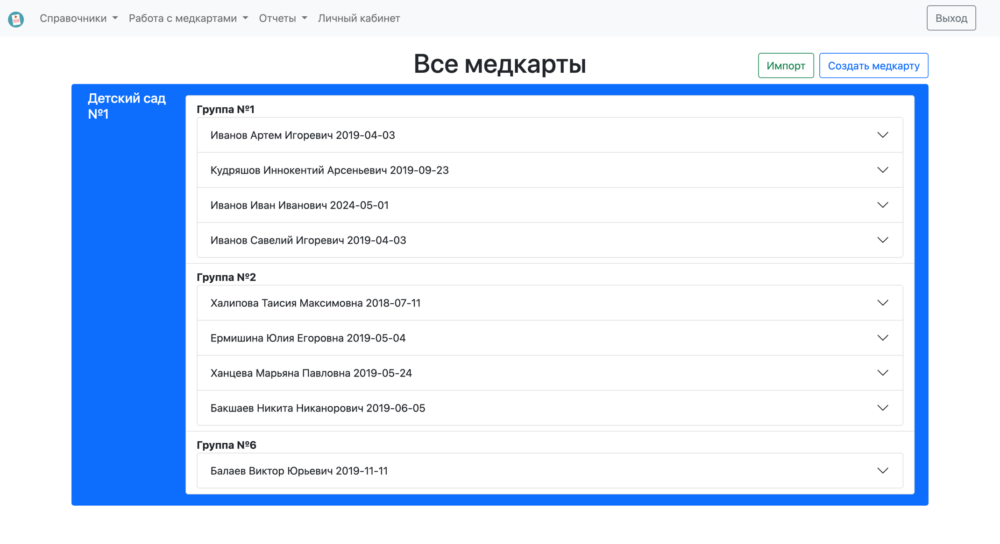 Справочники Работа с медкартами Отчеты Личный кабинет Выход
Все медкарты Импорт Создать медкарту
Детский сад
№1
Группа №1
Иванов Артем Игоревич 2019-04-03
Кудряшов Иннокентий Арсеньевич 2019-09-23
Иванов Иван Иванович 2024-05-01
Иванов Савелий Игоревич 2019-04-03
Группа №2
Халипова Таисия Максимовна 2018-07-11
Ермишина Юлия Егоровна 2019-05-04
Ханцева Марьяна Павловна 2019-05-24
Бакшаев Никита Никанорович 2019-06-05
Группа №6
Балаев Виктор Юрьевич 2019-11-11